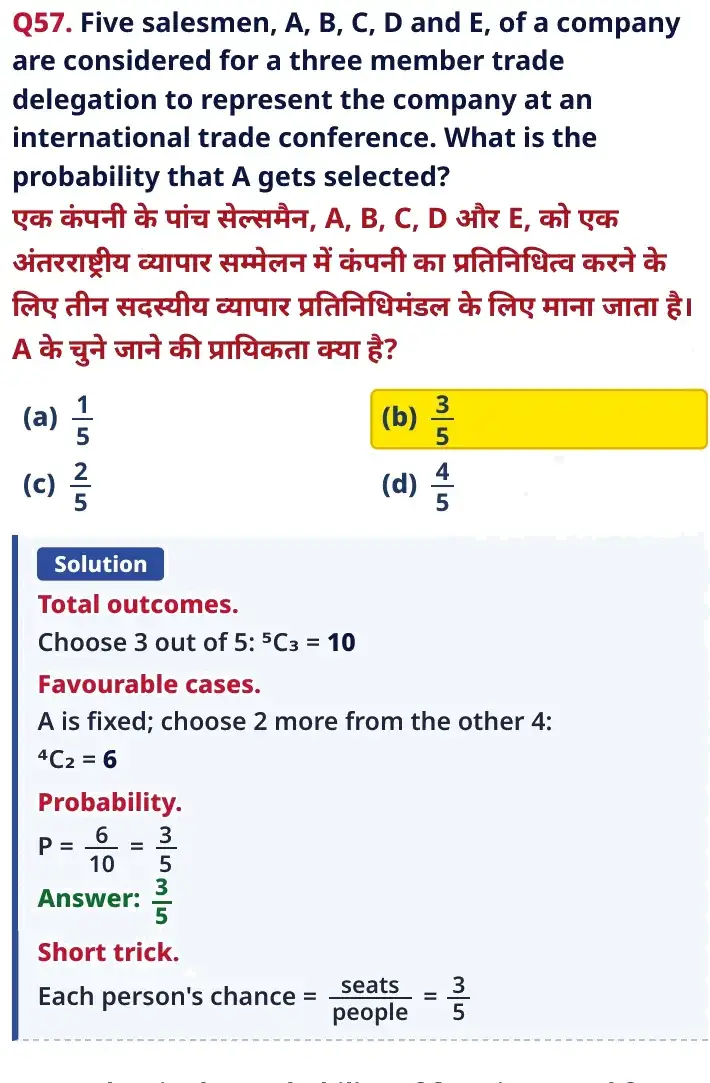 Q57. Five salesmen, A, B, C, D and E, of a company
are considered for a three member trade
delegation to represent the company at an
international trade conference. What is the
probability that A gets selected?
एक कंपनी के पांच सेल्समैन, A, B, C, D और E, को एक
अंतरराष्ट्रीय व्यापार सम्मेलन में कंपनी का प्रतिनिधित्व करने के
लिए तीन सदस्यीय व्यापार प्रतिनिधिमंडल के लिए माना जाता है।
A के चुने जाने की प्रायिकता क्या है?
(a) 1/5 (b) 3/5
(c) 2/5 (d) 4/5
Solution
Total outcomes.
Choose 3 out of 5: ⁵C₃ = 10
Favourable cases.
A is fixed; choose 2 more from the other 4:
⁴C₂ = 6
Probability.
P = 6/10 = 3/5
Answer: 3/5
Short trick.
Each person's chance = seats/people = 3/5